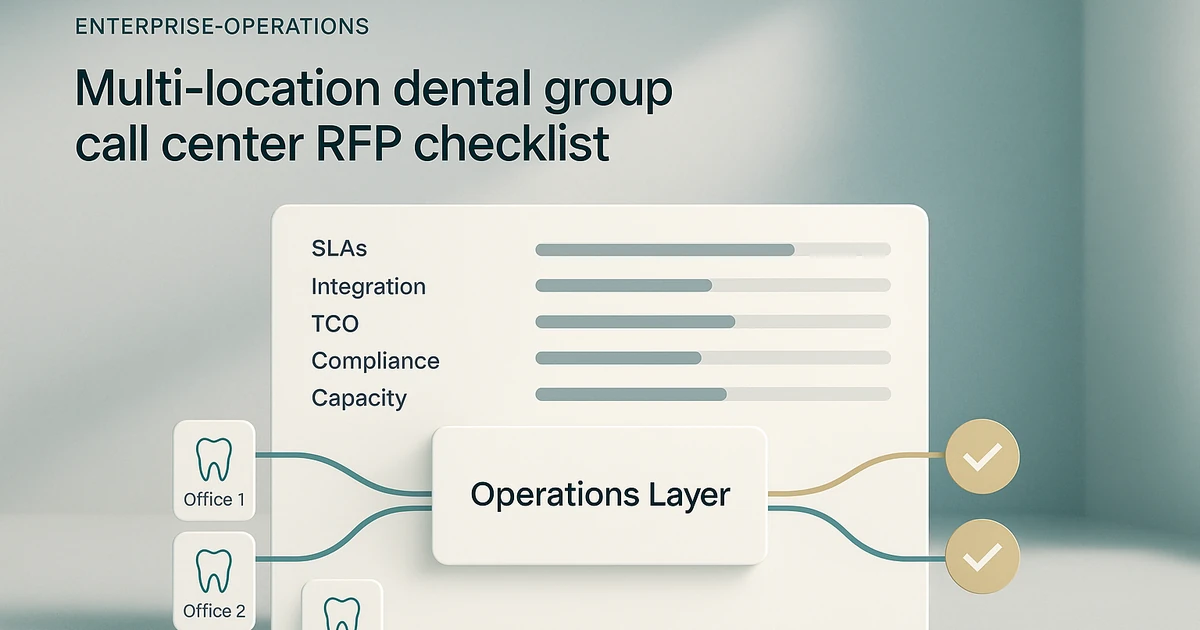 ENTERPRISE-OPERATIONS
Multi-location dental group
call center RFP checklist
SLAs
Integration
TCO
Compliance
Capacity
Office 1
Operations Layer
Office 2